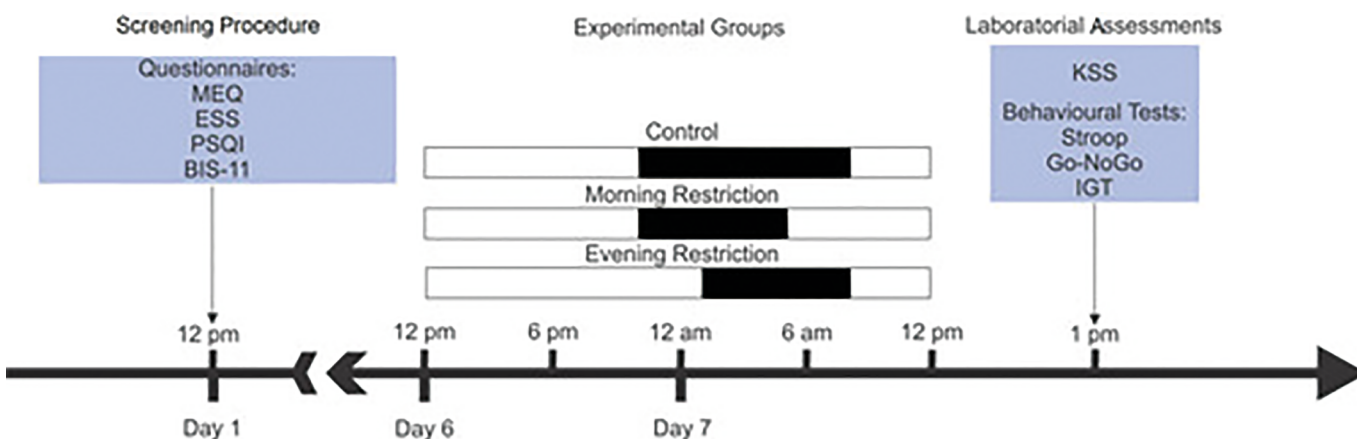 Screening Procedure
Questionnaires:
MEQ
ESS
PSQI
BIS-11
Experimental Groups
Control
Morning Restriction
Evening Restriction
Laboratorial Assessments
KSS
Behavioural Tests:
Stroop
Go-NoGo
IGT
12 pm
12 pm
6 pm
12 am
6 am
12 pm
1 pm
Day 1
Day 6
Day 7